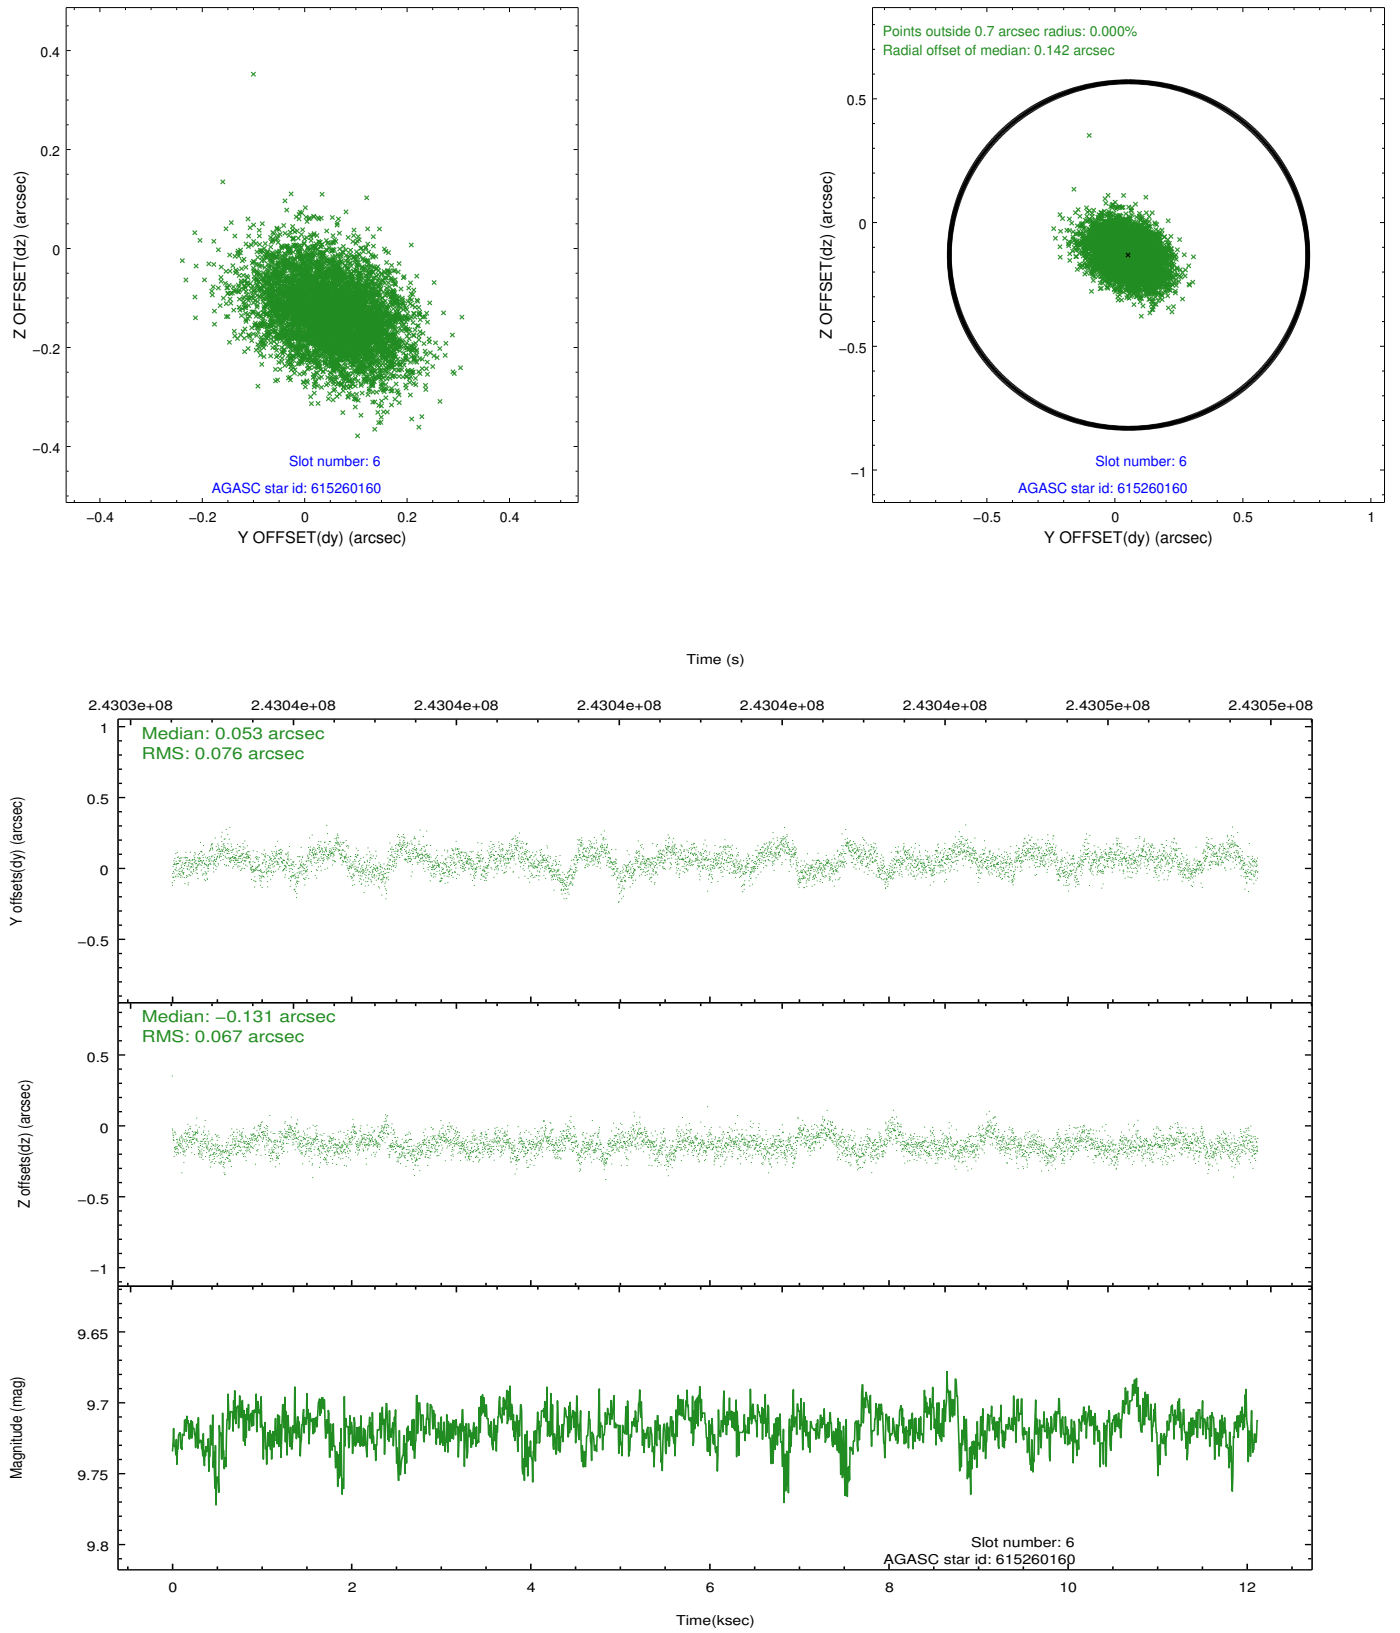 0.4
0.2
0
−0.2
−0.4
Z OFFSET(dz) (arcsec)
Slot number: 6
AGASC star id: 615260160
−0.4 −0.2 0 0.2 0.4
Y OFFSET(dy) (arcsec)
Points outside 0.7 arcsec radius: 0.000%
Radial offset of median: 0.142 arcsec
0.5
0
−0.5
−1
Z OFFSET(dz) (arcsec)
Slot number: 6
AGASC star id: 615260160
−0.5 0 0.5 1
Y OFFSET(dy) (arcsec)
Time (s)
2.4303e+08 2.4304e+08 2.4304e+08 2.4304e+08 2.4304e+08 2.4304e+08 2.4305e+08 2.4305e+08
Median: 0.053 arcsec
RMS: 0.076 arcsec
1
0.5
0
−0.5
Y offsets(dy) (arcsec)
Median: −0.131 arcsec
RMS: 0.067 arcsec
0.5
0
−0.5
−1
Z offsets(dz) (arcsec)
9.65
9.7
9.75
9.8
Magnitude (mag)
Slot number: 6
AGASC star id: 615260160
0 2 4 6 8 10 12
Time(ksec)